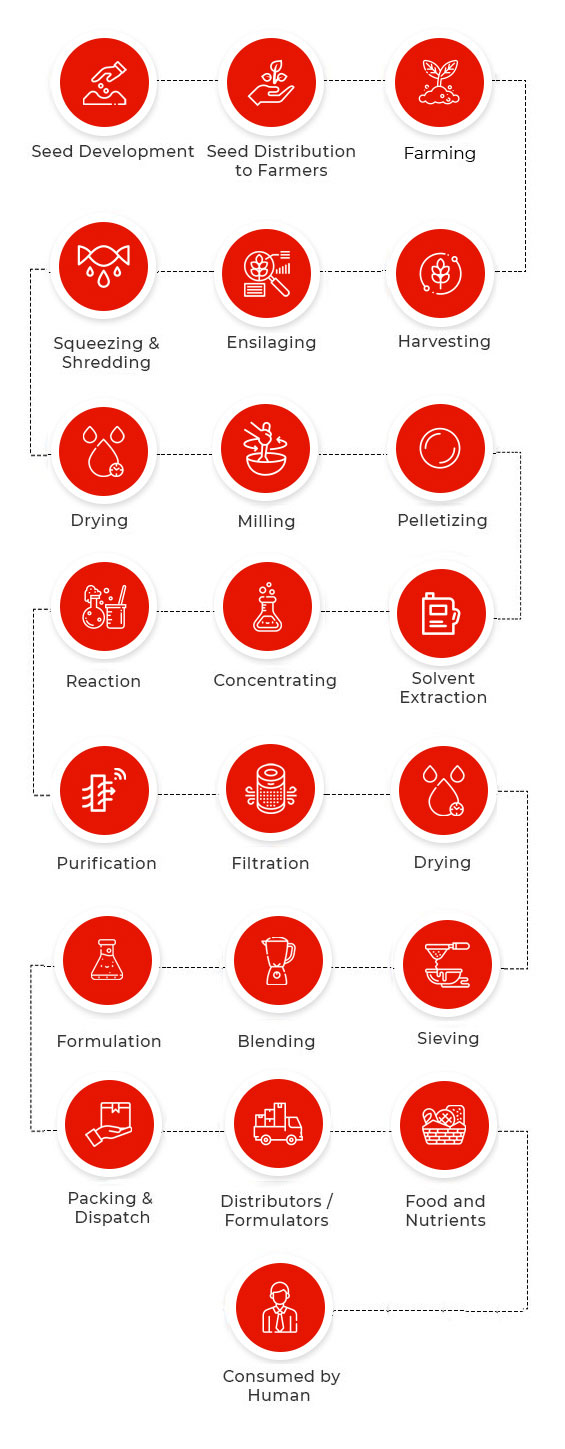 Seed Development
Seed Distribution
to Farmers
Farming
Squeezing &
Shredding
Ensilaging
Harvesting
Drying
Milling
Pelletizing
Reaction
Concentrating
Solvent
Extraction
Purification
Filtration
Drying
Formulation
Blending
Sieving
Packing &
Dispatch
Distributors /
Formulators
Food and
Nutrients
Consumed by
Human